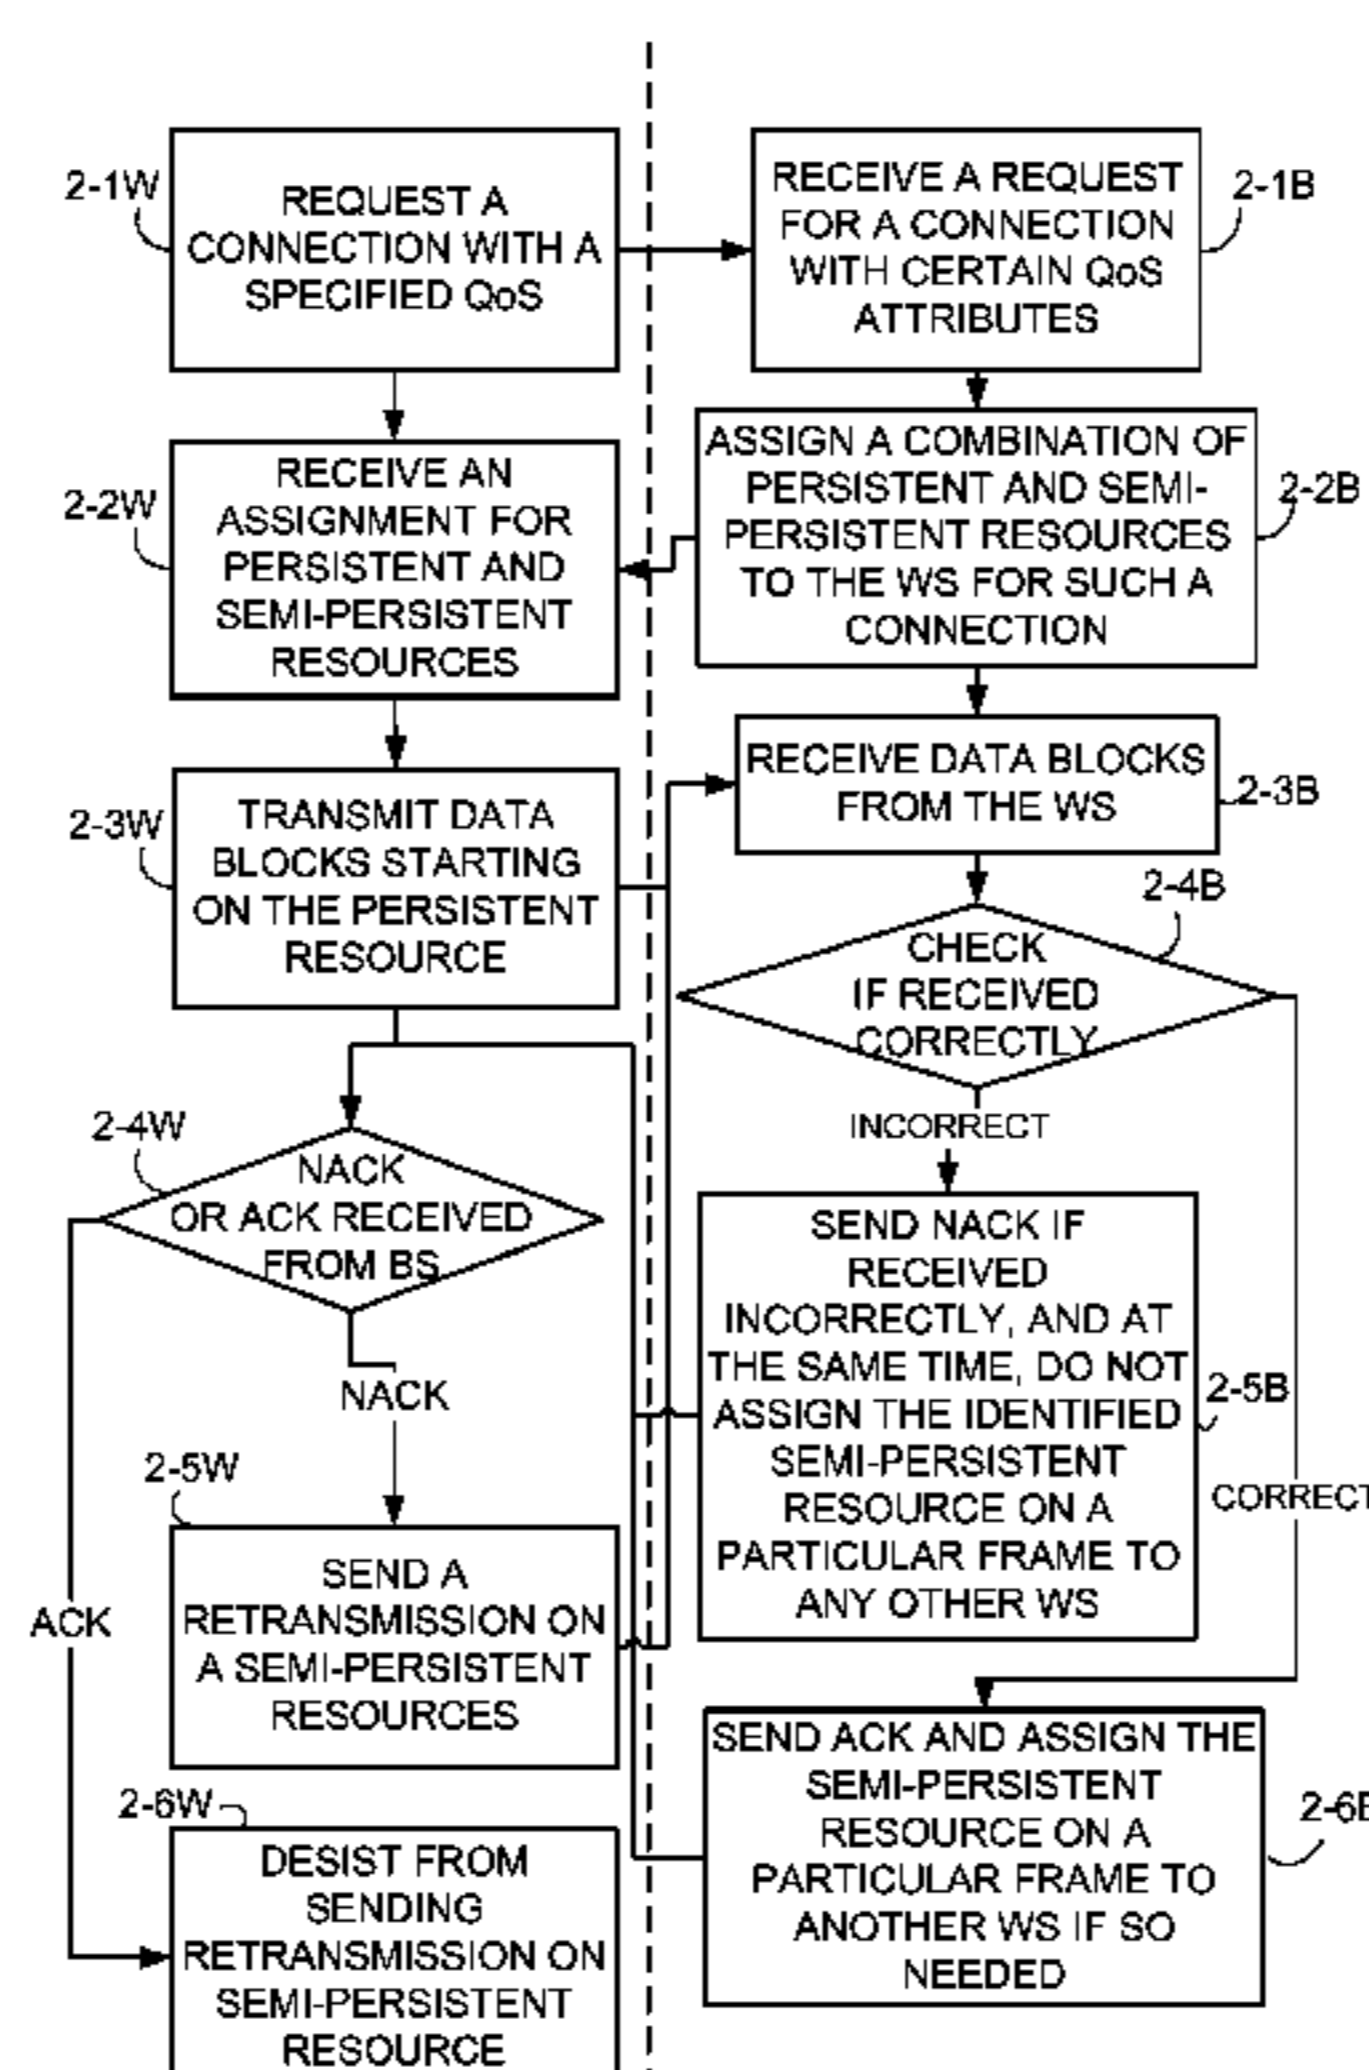 2-1W
REQUEST A
CONNECTION WITH A
SPECIFIED QoS
RECEIVE A REQUEST
FOR A CONNECTION
WITH CERTAIN QoS
ATTRIBUTES
2-1B
2-2W
RECEIVE AN
ASSIGNMENT FOR
PERSISTENT AND
SEMI-PERSISTENT
RESOURCES
ASSIGN A COMBINATION OF
PERSISTENT AND SEMI-
PERSISTENT RESOURCES
TO THE WS FOR SUCH A
CONNECTION
2-2B
2-3W
TRANSMIT DATA
BLOCKS STARTING
ON THE PERSISTENT
RESOURCE
RECEIVE DATA BLOCKS
FROM THE WS
2-3B
2-4B
CHECK
IF RECEIVED
CORRECTLY
INCORRECT
2-4W
NACK
OR ACK RECEIVED
FROM BS
NACK
SEND NACK IF
RECEIVED
INCORRECTLY, AND AT
THE SAME TIME, DO NOT
ASSIGN THE IDENTIFIED
SEMI-PERSISTENT
RESOURCE ON A
PARTICULAR FRAME TO
ANY OTHER WS
2-5B
CORRECT
2-5W
SEND A
RETRANSMISSION ON
A SEMI-PERSISTENT
RESOURCES
ACK
SEND ACK AND ASSIGN THE
SEMI-PERSISTENT
RESOURCE ON A
PARTICULAR FRAME TO
ANOTHER WS IF SO
NEEDED
2-6B
2-6W
DESIST FROM
SENDING
RETRANSMISSION ON
SEMI-PERSISTENT
RESOURCE